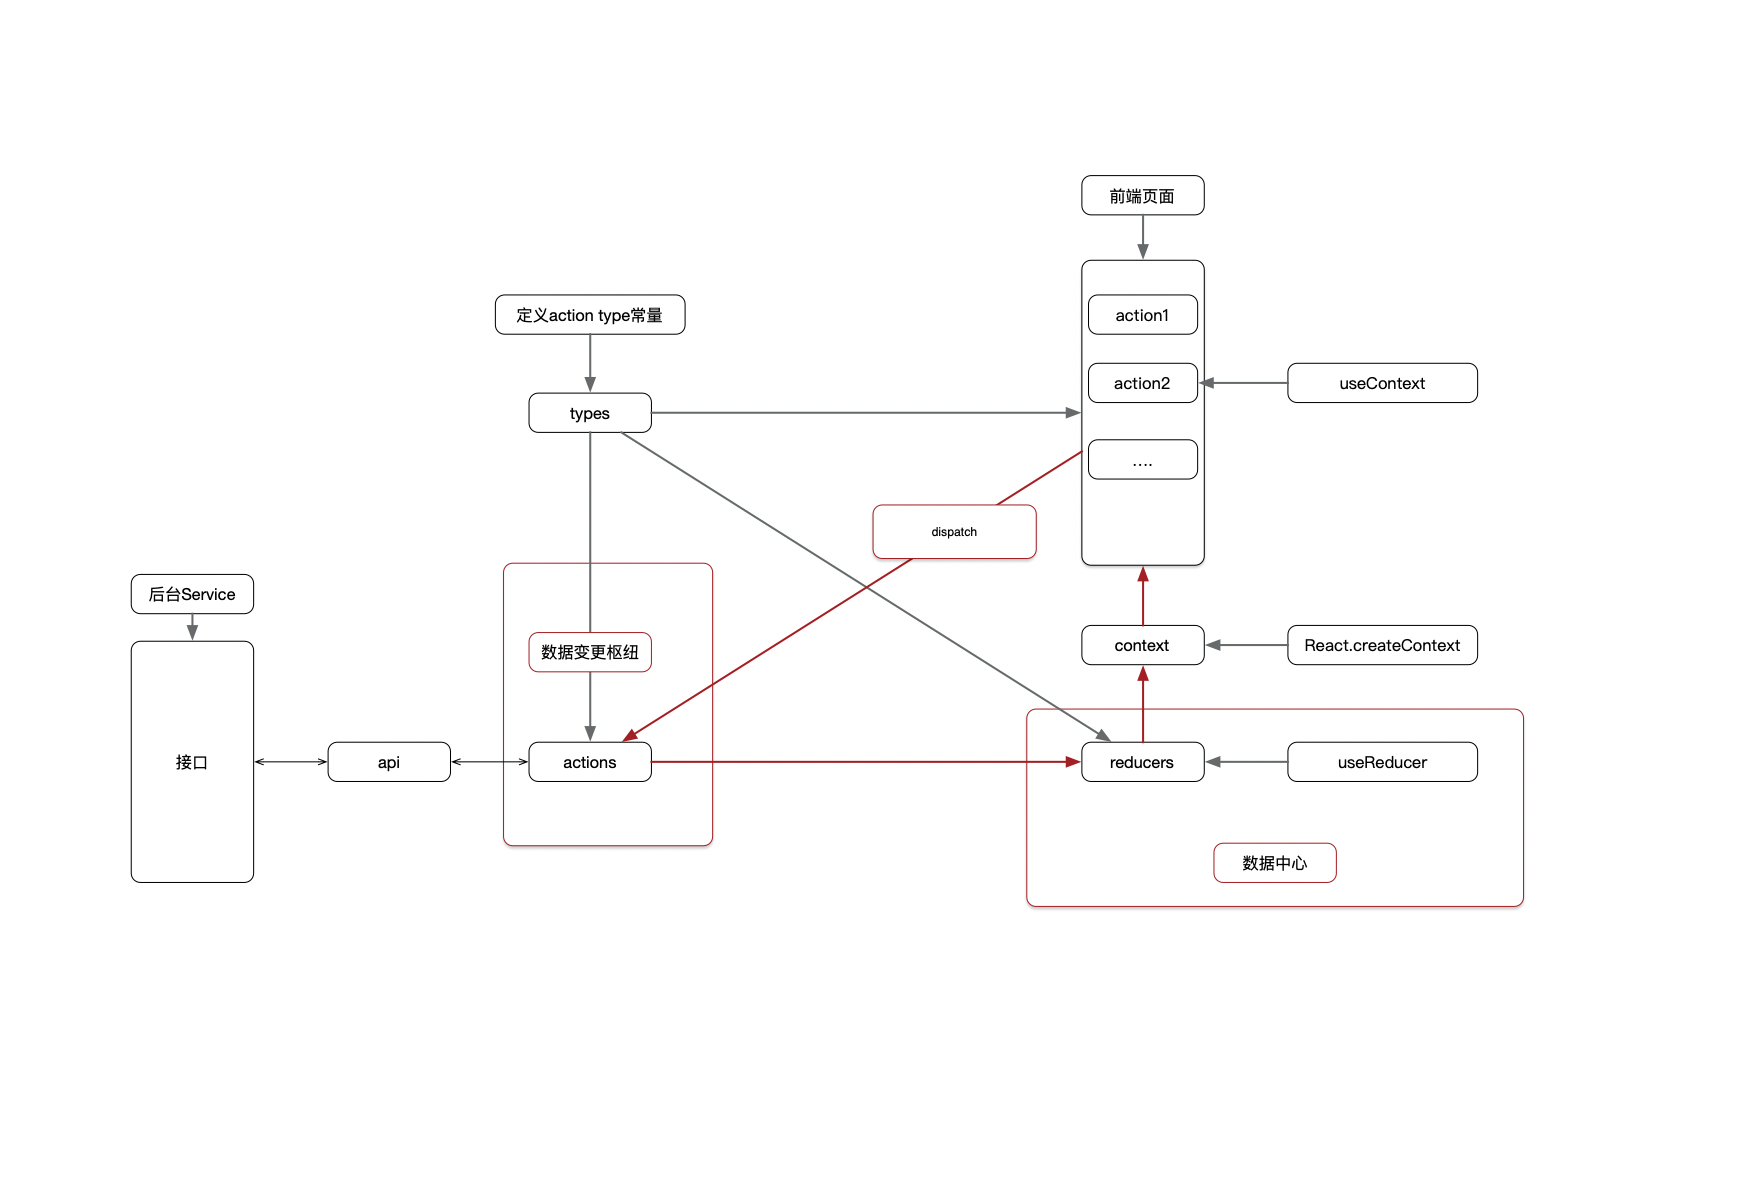 前端页面
action1
定义action type常量
action2
useContext
types
....
dispatch
后台Service
数据变更枢纽
context
React.createContext
接口
api
actions
reducers
useReducer
数据中心